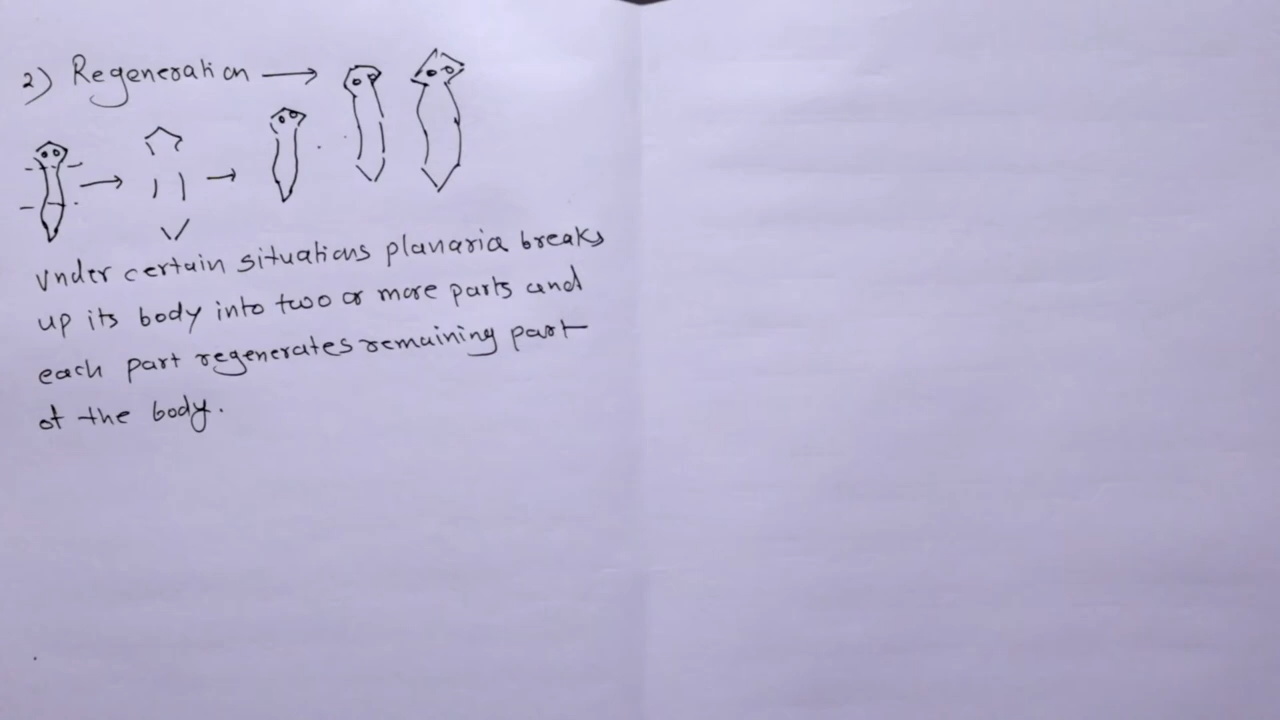 2) Regeneration
Under certain situations planaria breaks
up its body into two or more parts and
each part regenerates remaining part
of the body.